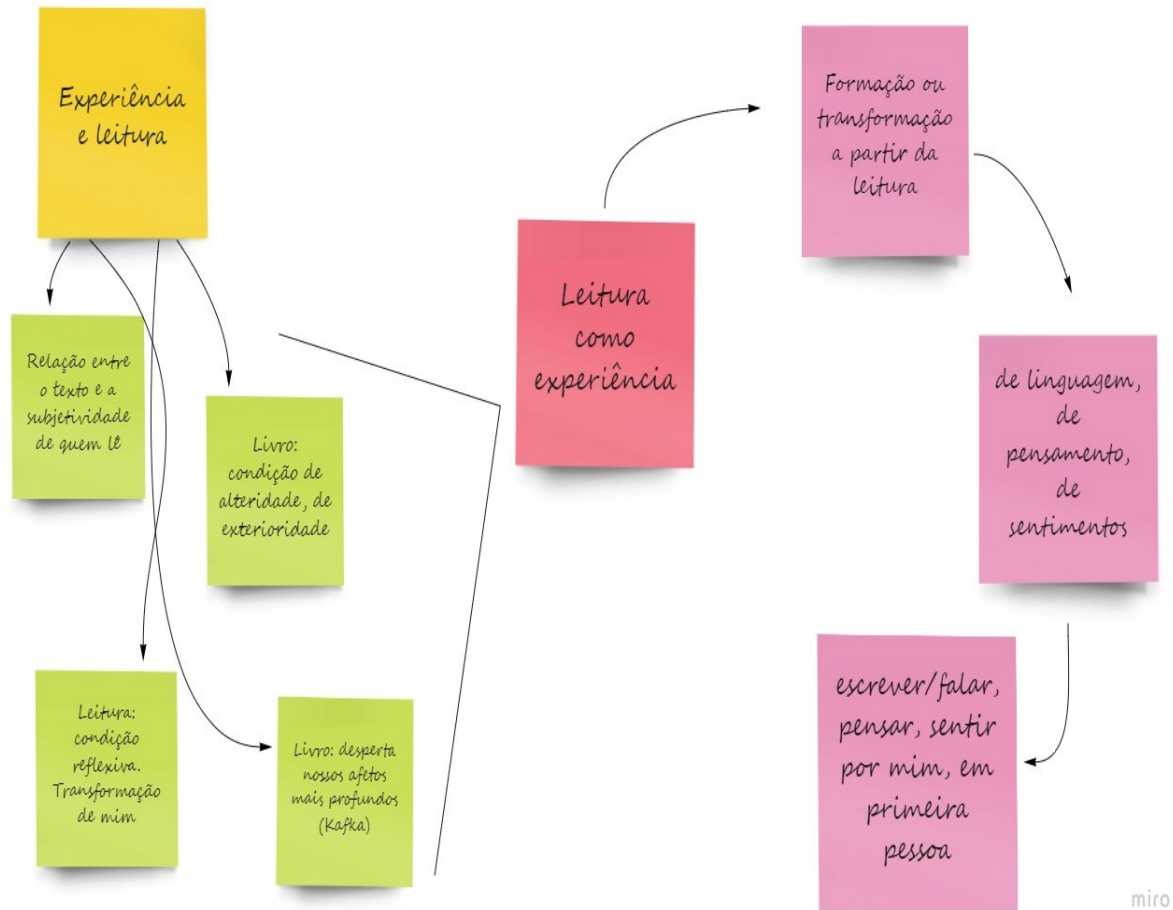 Experiência
e leitura
Relação entre
o texto e a
subjetividade
de quem lê
Livro:
condição de
alteridade, de
exterioridade
Leitura:
condição
reflexiva.
Transformação
de mim
Livro: desperta
nossos afetos
mais profundos
(Kafka)
Leitura
como
experiência
Formação ou
transformação
a partir da
leitura
de linguagem,
de
pensamento,
de
sentimentos
escrever/falar,
pensar, sentir
por mim, em
primeira
pessoa
miro